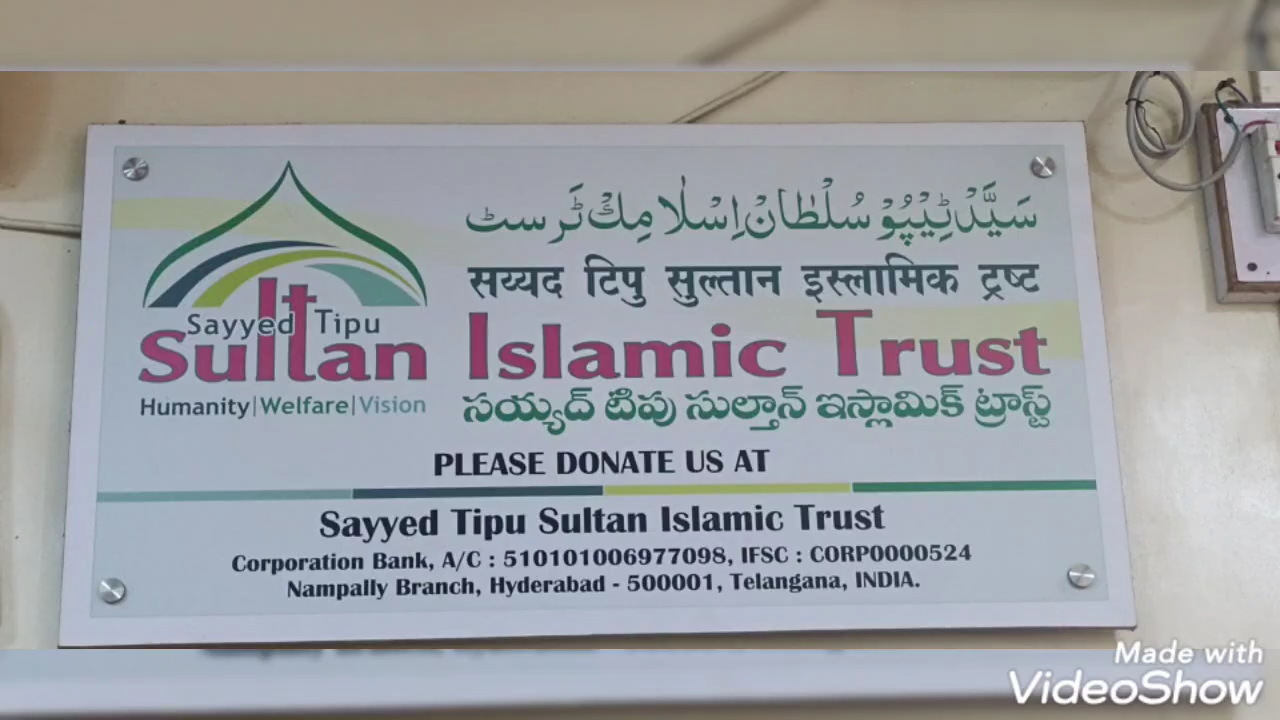 سَیَّدْ ٹِیْپُوْ سُلْطَانْ اِسْلَامِکْ ٹَرسٹ
सय्यद टिपु सुल्तान इस्लामिक ट्रष्ट
Sayyed Tipu
Sultan Islamic Trust
Humanity|Welfare|Vision
సయ్యద్ టిపు సుల్తాన్ ఇస్లామిక్ ట్రాస్ట్
PLEASE DONATE US AT
Sayyed Tipu Sultan Islamic Trust
Corporation Bank, A/C : 510101006977098, IFSC : CORP0000524
Nampally Branch, Hyderabad - 500001, Telangana, INDIA.
Made with
VideoShow